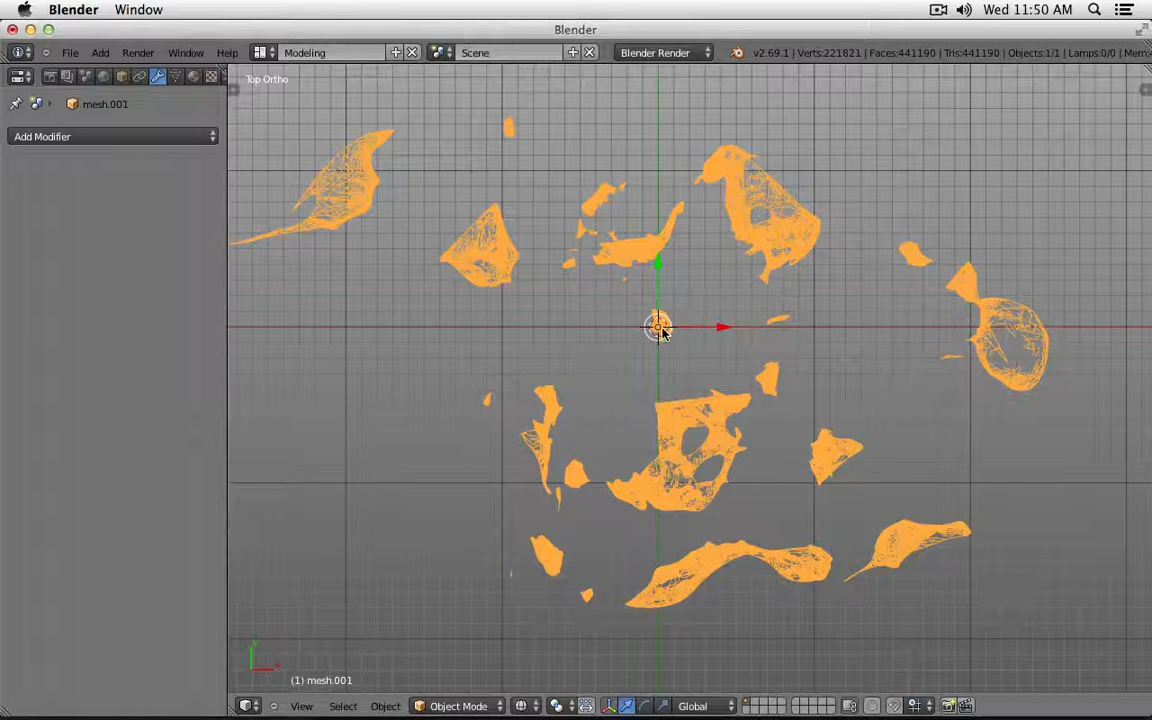 Blender Window Wed 11:50 AM
Blender
File Add Render Window Help Modeling Scene Blender Render v2.69.1 | Verts:221821 | Faces:441190 | Tris:441190 | Objects:1/1 | Lamps:0/0 | Mem
Top Ortho
mesh.001
Add Modifier
y
x
(1) mesh.001
View Select Object Object Mode Global